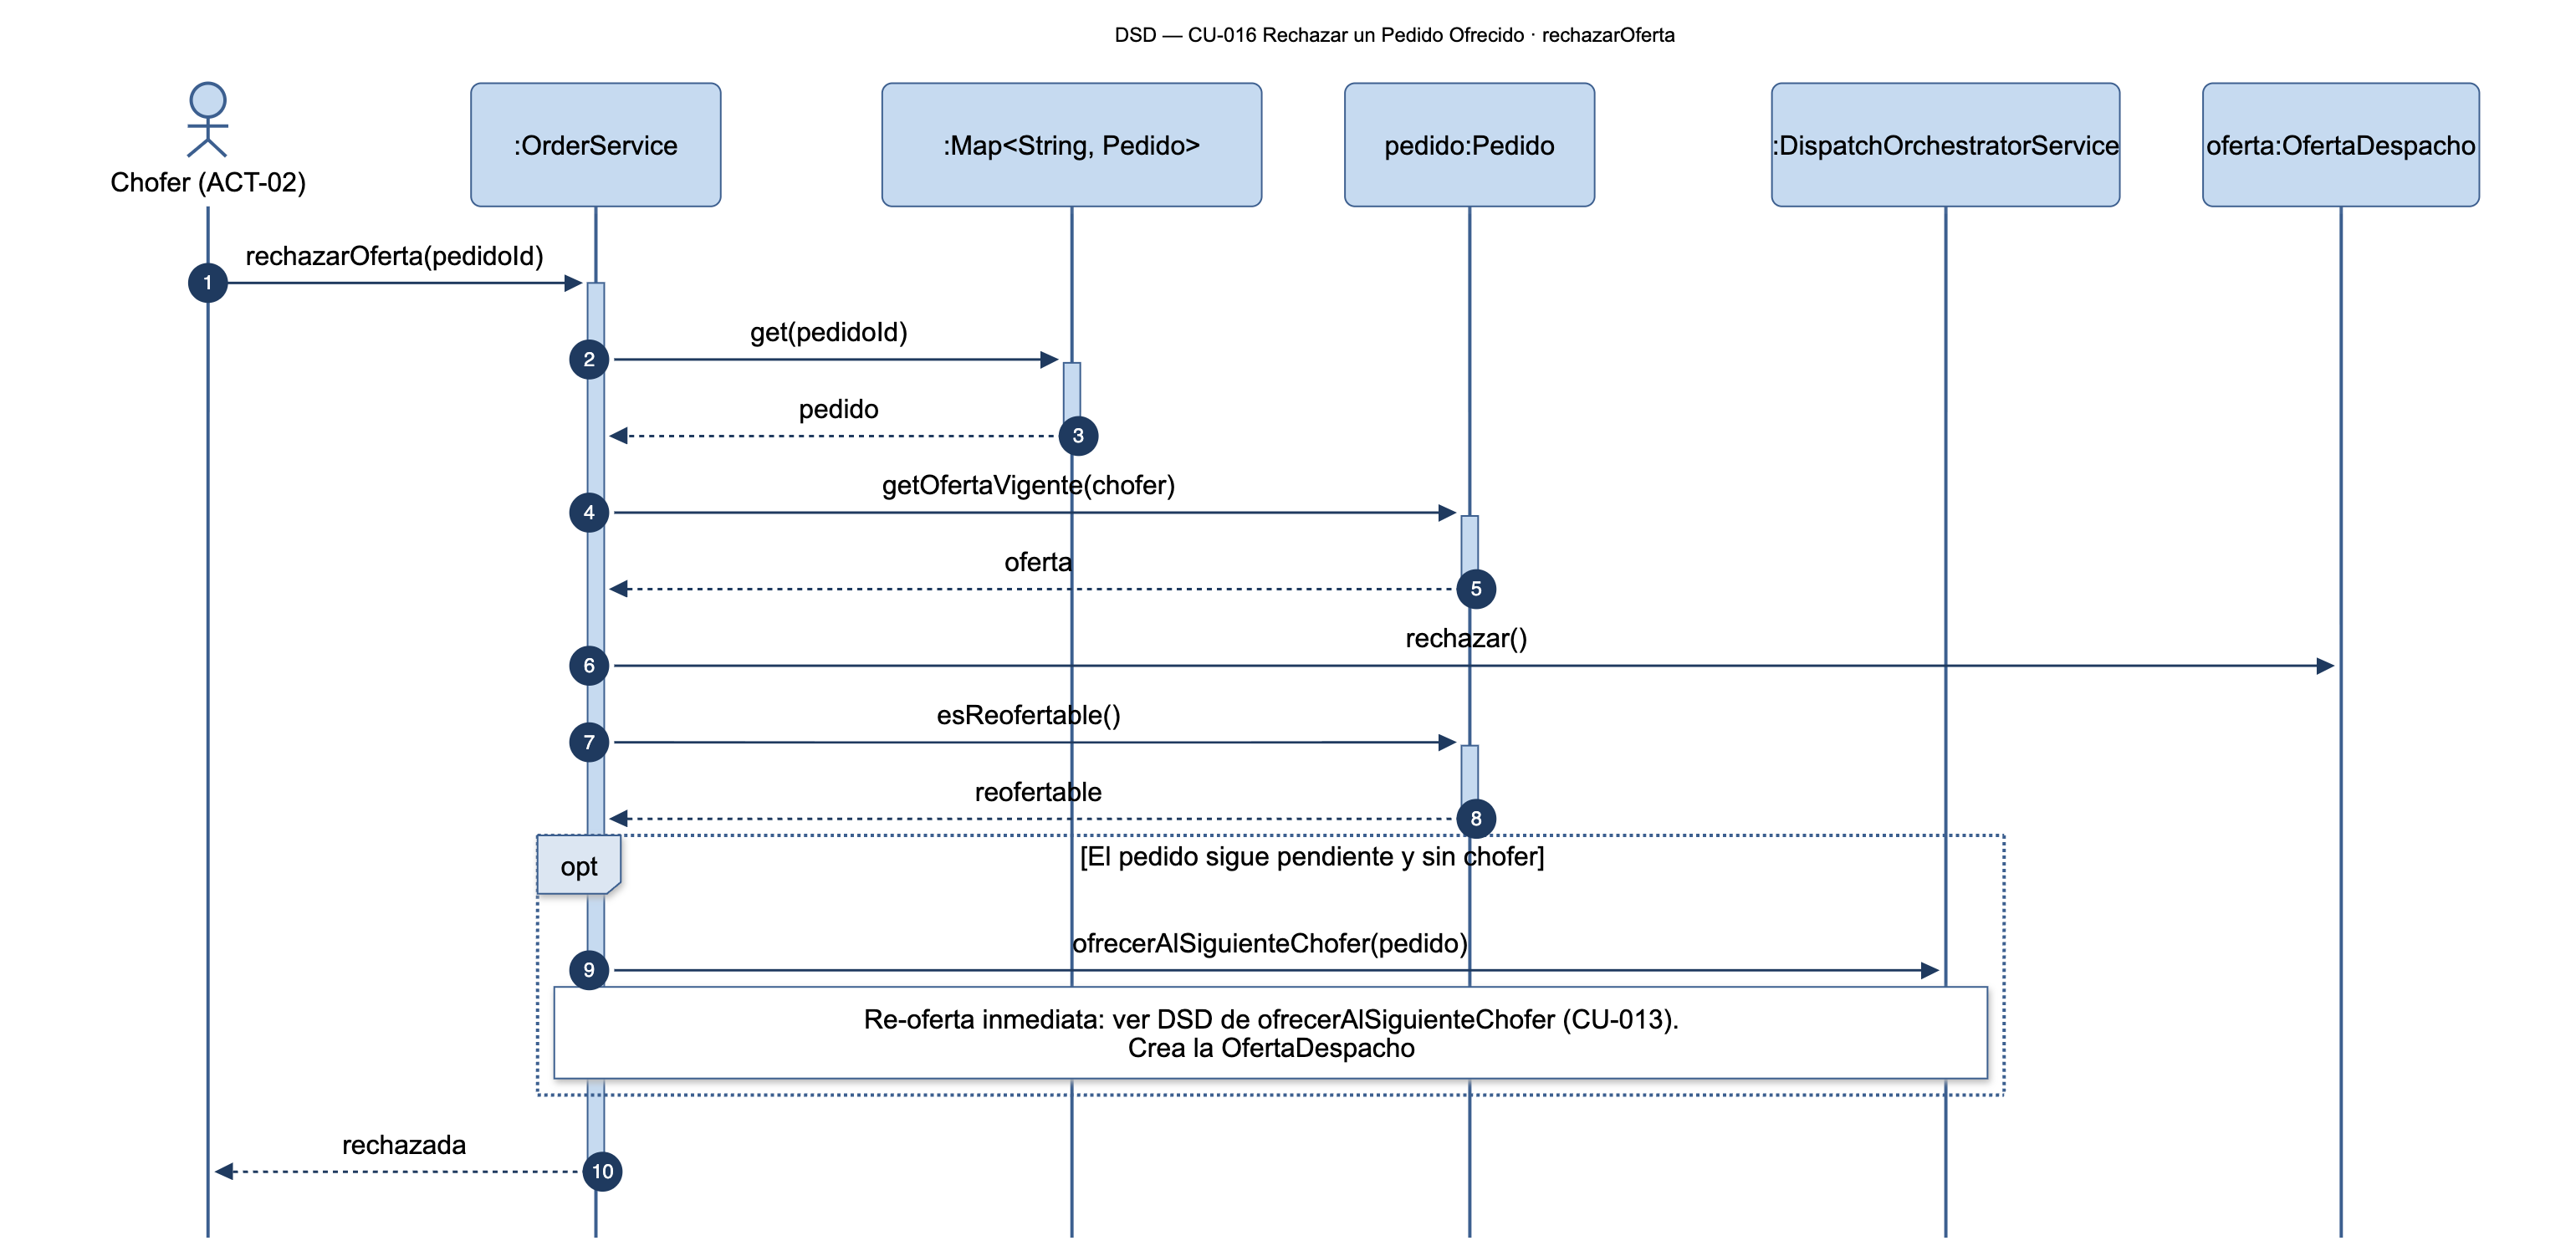 DSD — CU-016 Rechazar un Pedido Ofrecido · rechazarOferta
Chofer (ACT-02)
:OrderService
:Map<String, Pedido>
pedido:Pedido
:DispatchOrchestratorService
oferta:OfertaDespacho
1
rechazarOferta(pedidoId)
2
get(pedidoId)
pedido
3
4
getOfertaVigente(chofer)
oferta
5
6
rechazar()
7
esReofertable()
reofertable
8
opt
[El pedido sigue pendiente y sin chofer]
9
ofrecerAlSiguienteChofer(pedido)
Re-oferta inmediata: ver DSD de ofrecerAlSiguienteChofer (CU-013).
Crea la OfertaDespacho
rechazada
10